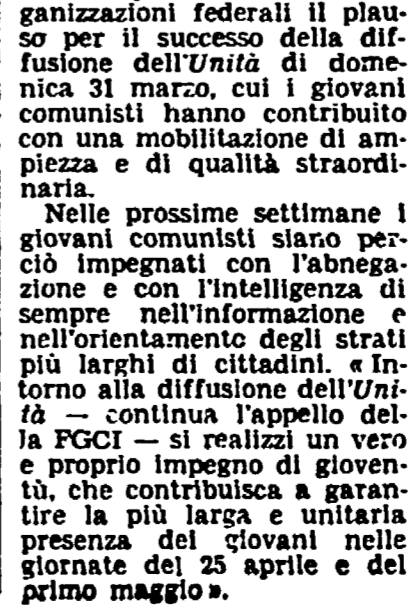 ganizzazioni federali il plau-
so per il successo della dif-
fusione dell'Unità di dome-
nica 31 marzo, cui i giovani
comunisti hanno contribuito
con una mobilitazione di am-
piezza e di qualità straordi-
naria.
Nelle prossime settimane i
giovani comunisti siano per-
ciò impegnati con l'abnega-
zione e con l'intelligenza di
sempre nell'informazione e
nell'orientamento degli strati
più larghi di cittadini. « In-
torno alla diffusione dell'Uni-
tà — continua l'appello del-
la FGCI — si realizzi un vero
e proprio impegno di gioven-
tù, che contribuisca a garan-
tire la più larga e unitaria
presenza dei giovani nelle
giornate del 25 aprile e del
primo maggio ».